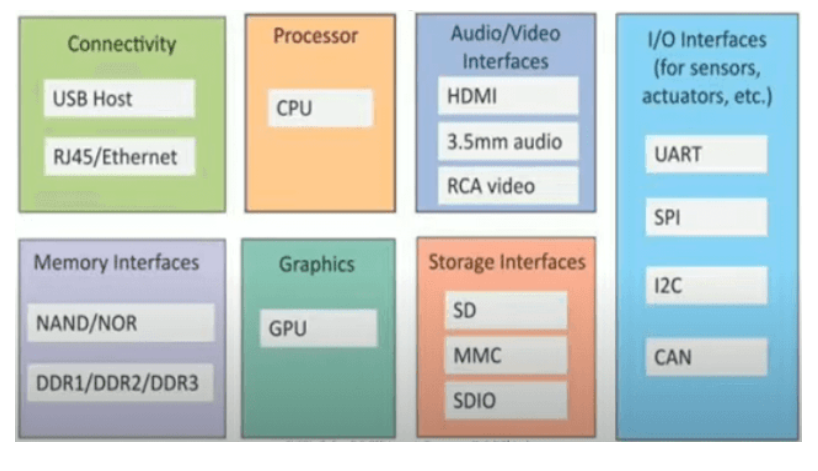 Connectivity
USB Host
RJ45/Ethernet
Processor
CPU
Audio/Video
Interfaces
HDMI
3.5mm audio
RCA video
I/O Interfaces
(for sensors,
actuators, etc.)
UART
SPI
I2C
CAN
Memory Interfaces
NAND/NOR
DDR1/DDR2/DDR3
Graphics
GPU
Storage Interfaces
SD
MMC
SDIO